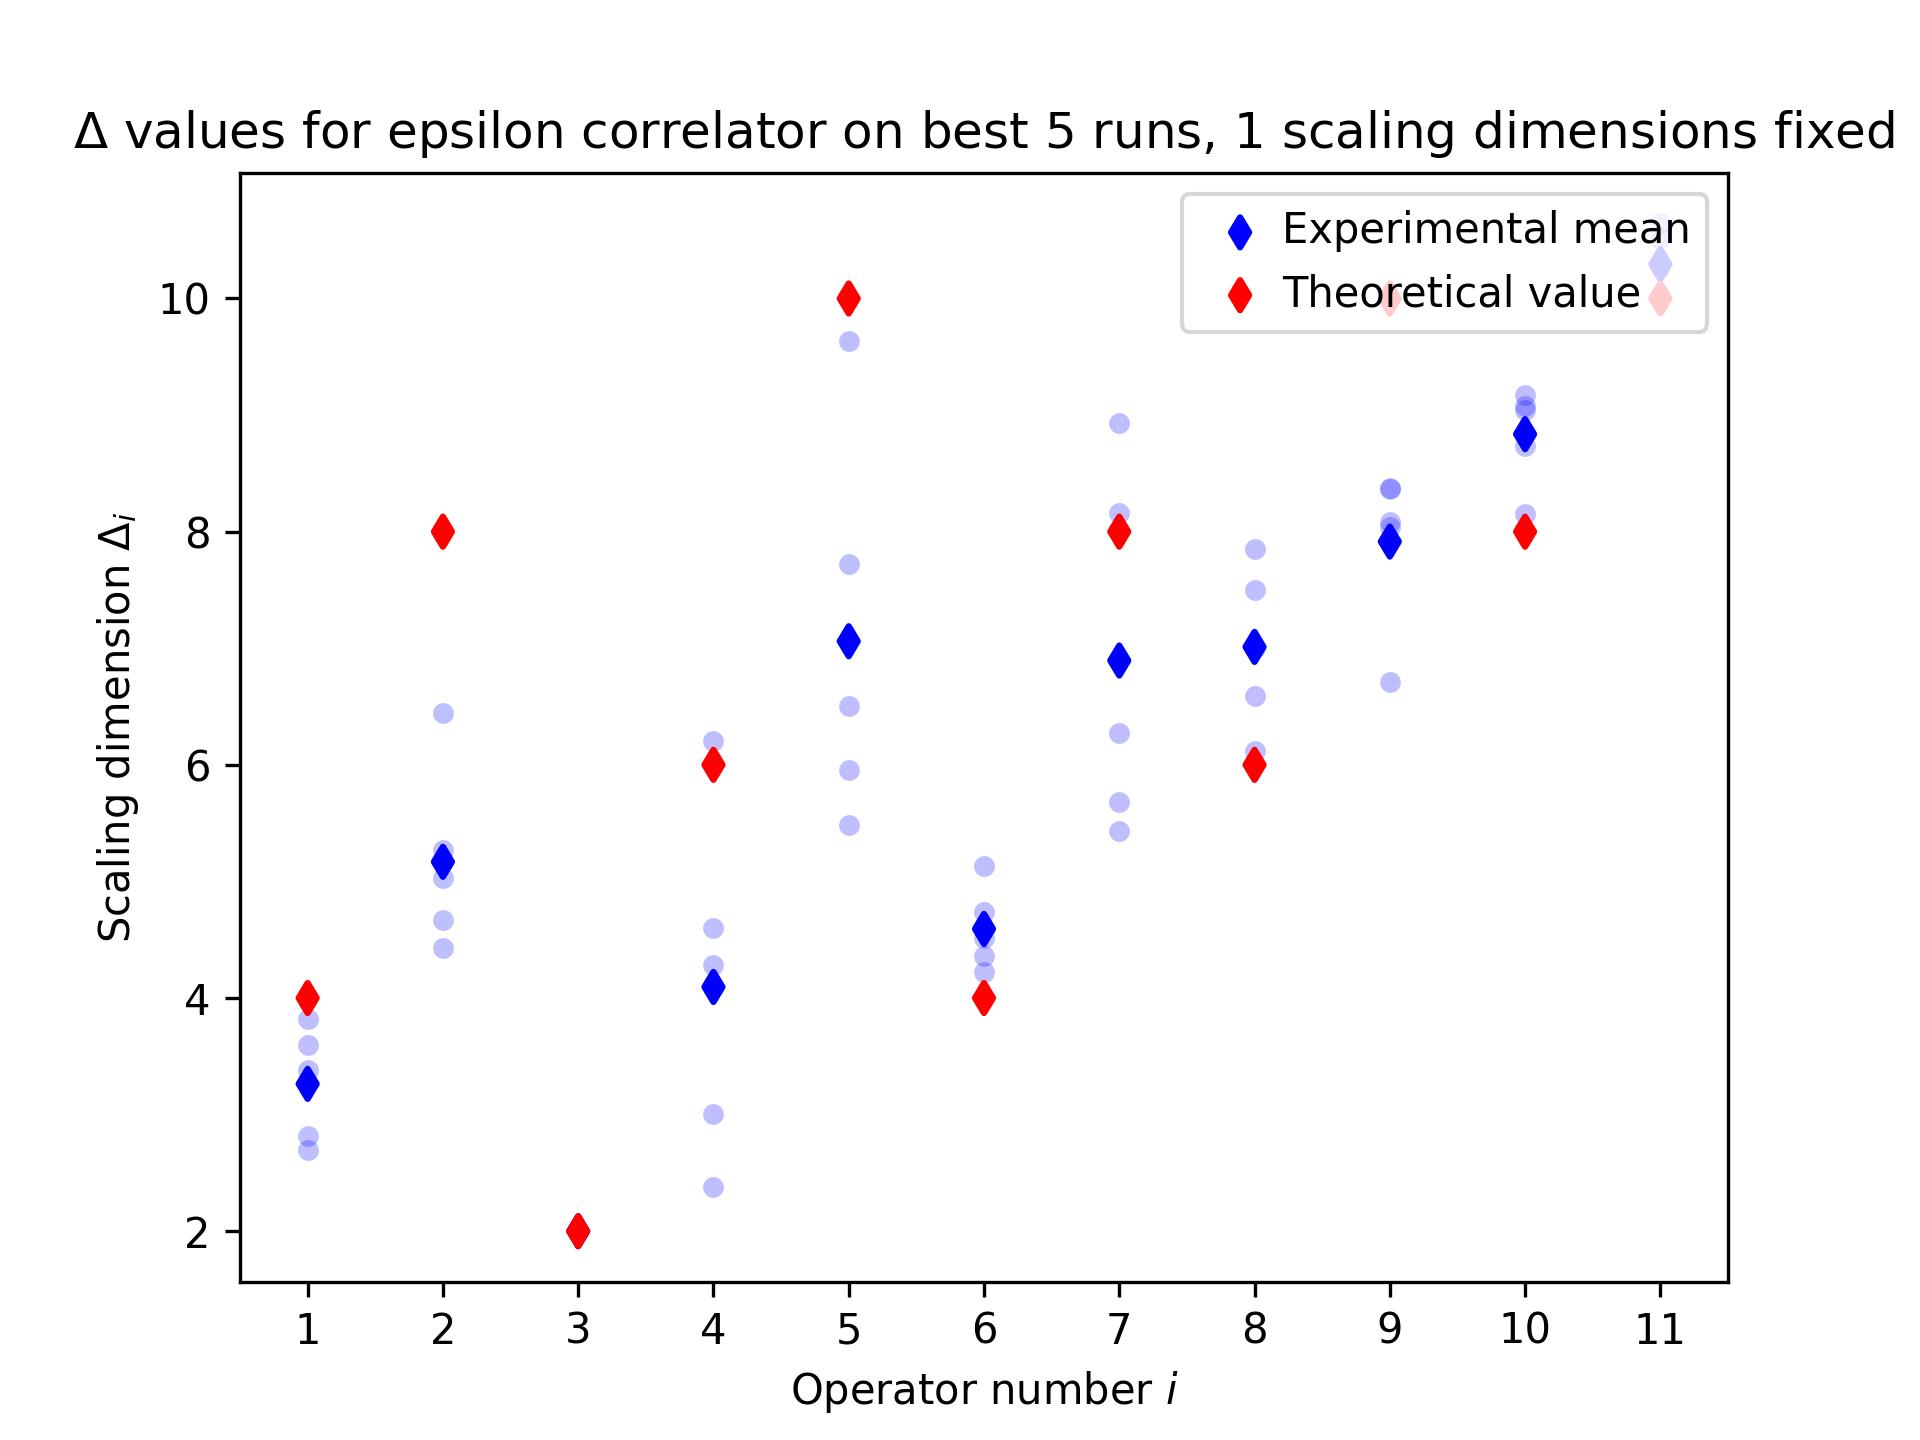 Δ values for epsilon correlator on best 5 runs, 1 scaling dimensions fixed
Experimental mean
Theoretical value
Scaling dimension Δᵢ
10
8
6
4
2
1 2 3 4 5 6 7 8 9 10 11
Operator number i